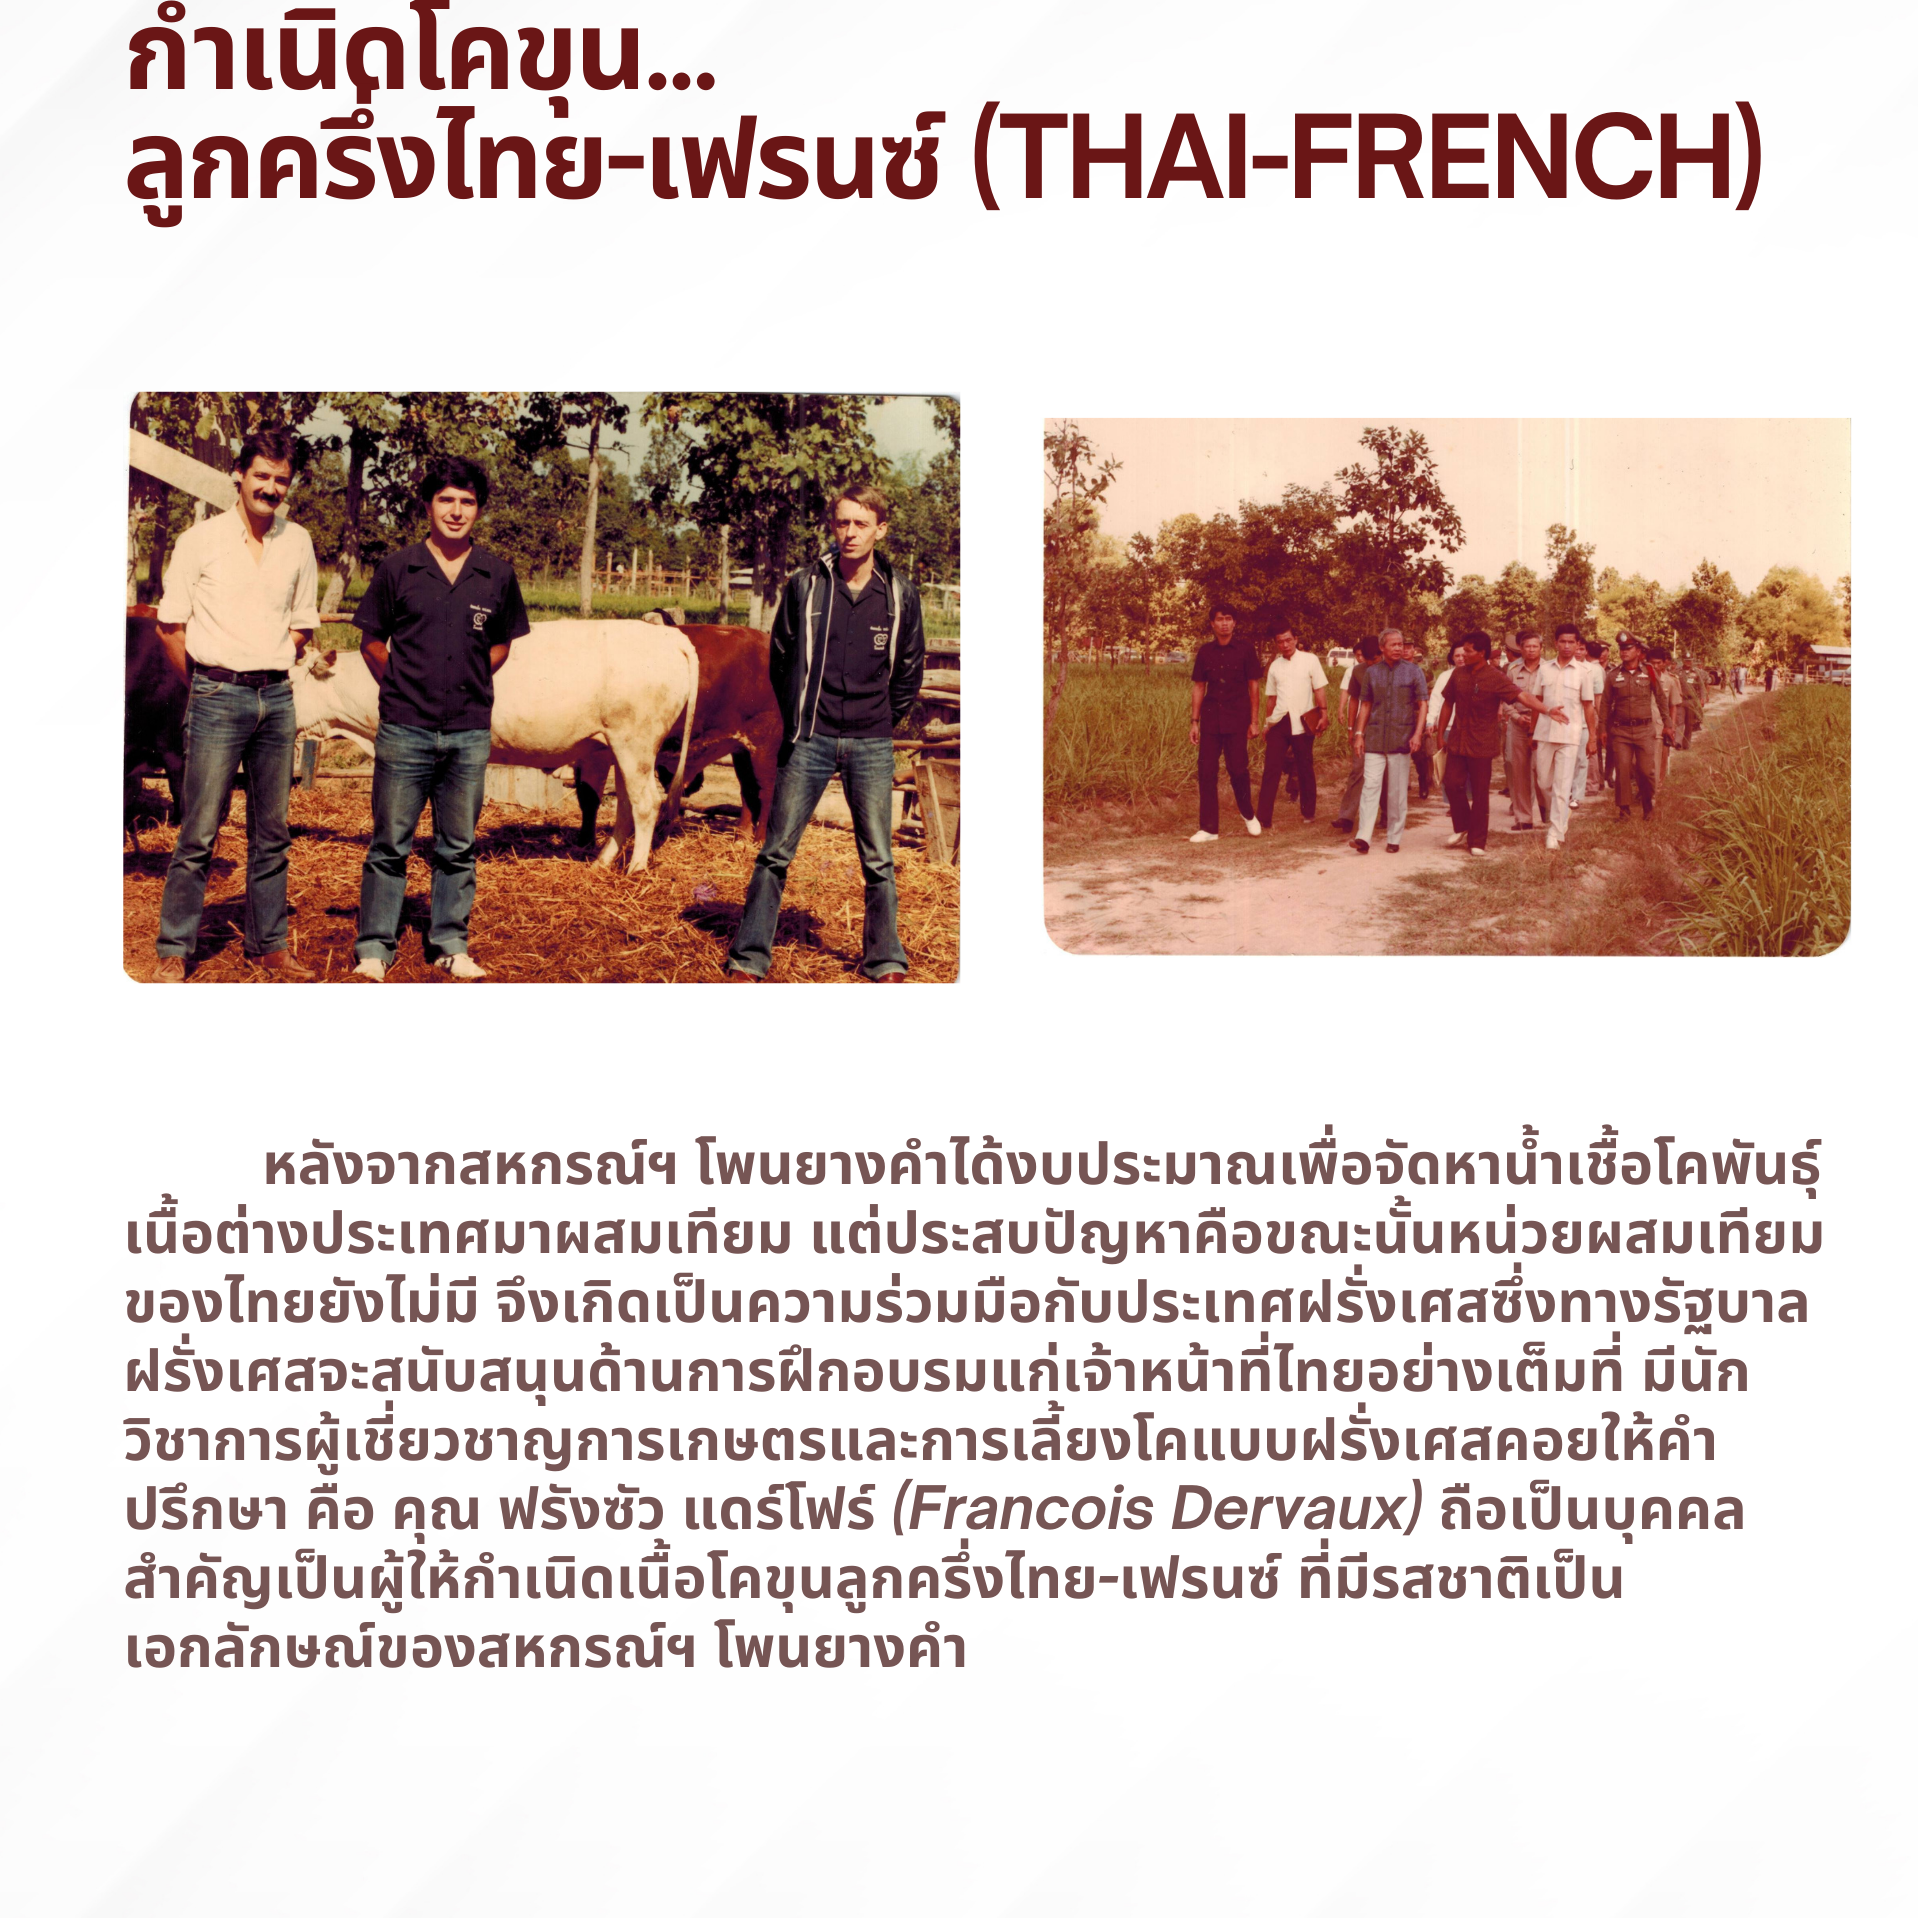 กำเนิดโคขุน...
ลูกครึ่งไทย-เฟรนซ์ (THAI-FRENCH)
หลังจากสหกรณ์ฯ โพนยางคำได้งบประมาณเพื่อจัดหาน้ำเชื้อโคพันธุ์
เนื้อต่างประเทศมาผสมเทียม แต่ประสบปัญหาคือขณะนั้นหน่วยผสมเทียม
ของไทยยังไม่มี จึงเกิดเป็นความร่วมมือกับประเทศฝรั่งเศสซึ่งทางรัฐบาล
ฝรั่งเศสจะสนับสนุนด้านการฝึกอบรมแก่เจ้าหน้าที่ไทยอย่างเต็มที่ มีนัก
วิชาการผู้เชี่ยวชาญการเกษตรและการเลี้ยงโคแบบฝรั่งเศสคอยให้คำ
ปรึกษา คือ คุณ ฟรังซัว แดร์โฟร์ (Francois Dervaux) ถือเป็นบุคคล
สำคัญเป็นผู้ให้กำเนิดเนื้อโคขุนลูกครึ่งไทย-เฟรนซ์ ที่มีรสชาติเป็น
เอกลักษณ์ของสหกรณ์ฯ โพนยางคำ